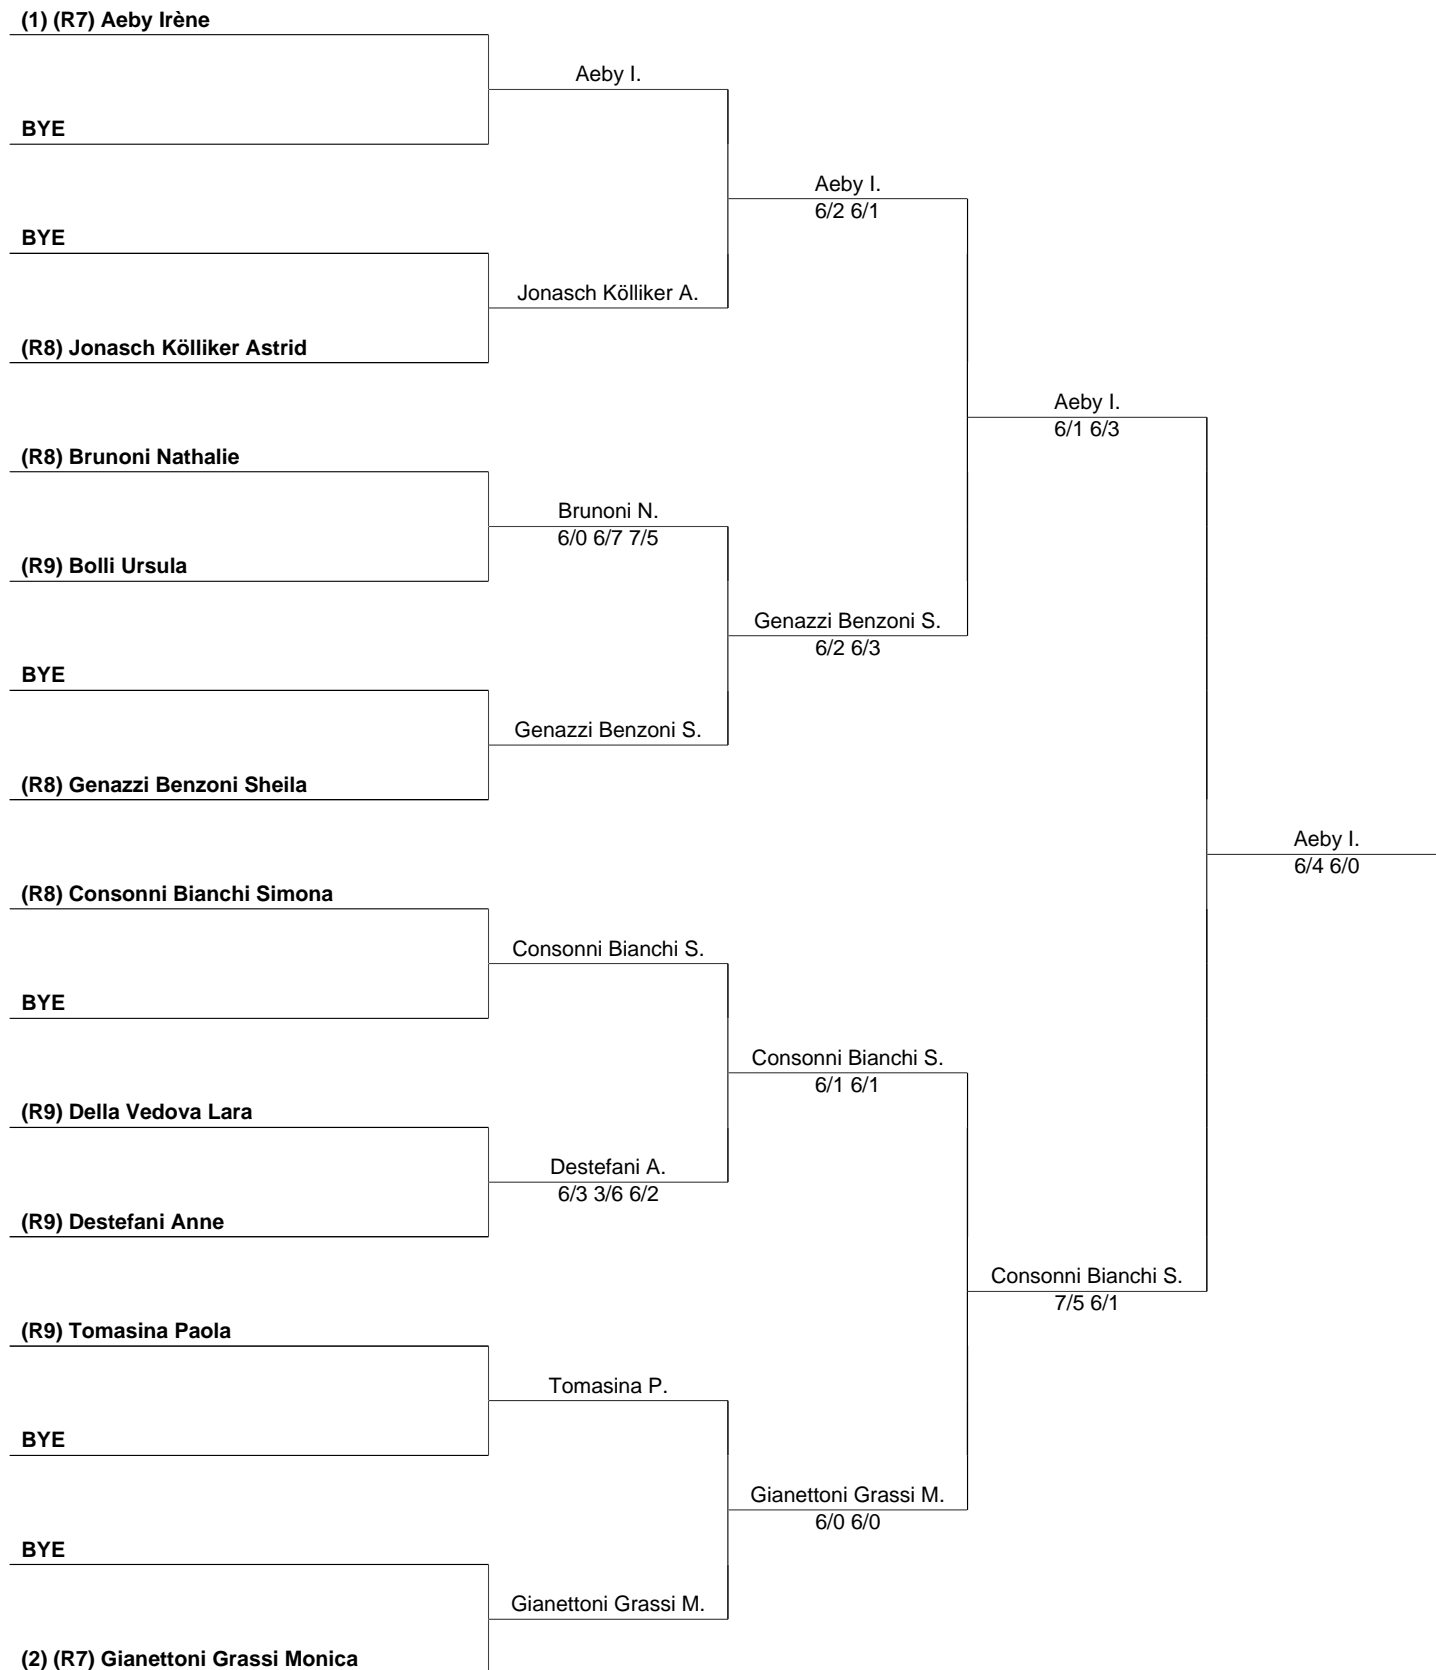 (1) (R7) Aeby Irène
Aeby I.
BYE
Aeby I.
6/2 6/1
BYE
Jonasch Kölliker A.
(R8) Jonasch Kölliker Astrid
Aeby I.
6/1 6/3
(R8) Brunoni Nathalie
Brunoni N.
6/0 6/7 7/5
(R9) Bolli Ursula
Genazzi Benzoni S.
6/2 6/3
BYE
Genazzi Benzoni S.
(R8) Genazzi Benzoni Sheila
Aeby I.
6/4 6/0
(R8) Consonni Bianchi Simona
Consonni Bianchi S.
BYE
Consonni Bianchi S.
6/1 6/1
(R9) Della Vedova Lara
Destefani A.
6/3 3/6 6/2
(R9) Destefani Anne
Consonni Bianchi S.
7/5 6/1
(R9) Tomasina Paola
Tomasina P.
BYE
Gianettoni Grassi M.
6/0 6/0
BYE
Gianettoni Grassi M.
(2) (R7) Gianettoni Grassi Monica